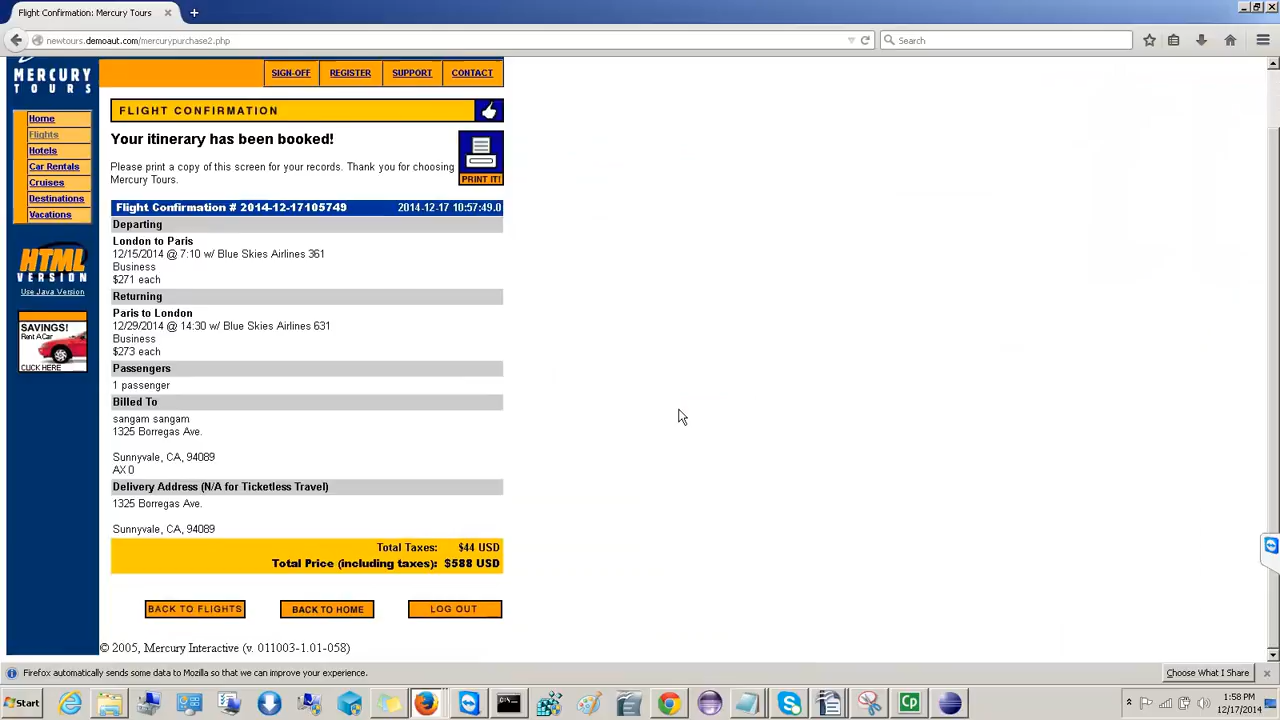 Flight Confirmation: Mercury Tours
newtours.demoaut.com/mercurypurchase2.php
Search
MERCURY
TOURS
SIGN-OFF REGISTER SUPPORT CONTACT
Home
Flights
Hotels
Car Rentals
Cruises
Destinations
Vacations
HTML
VERSION
Use Java Version
SAVINGS!
Rent A Car
CLICK HERE
FLIGHT CONFIRMATION
Your itinerary has been booked!
Please print a copy of this screen for your records. Thank you for choosing
Mercury Tours.
PRINT IT!
Flight Confirmation # 2014-12-17105749 2014-12-17 10:57:49.0
Departing
London to Paris
12/15/2014 @ 7:10 w/ Blue Skies Airlines 361
Business
$271 each
Returning
Paris to London
12/29/2014 @ 14:30 w/ Blue Skies Airlines 631
Business
$273 each
Passengers
1 passenger
Billed To
sangam sangam
1325 Borregas Ave.
Sunnyvale, CA, 94089
AX 0
Delivery Address (N/A for Ticketless Travel)
1325 Borregas Ave.
Sunnyvale, CA, 94089
Total Taxes: $44 USD
Total Price (including taxes): $588 USD
BACK TO FLIGHTS BACK TO HOME LOG OUT
© 2005, Mercury Interactive (v. 011003-1.01-058)
Firefox automatically sends some data to Mozilla so that we can improve your experience.
Choose What I Share
Start
C:\.
Cp
1:58 PM
12/17/2014